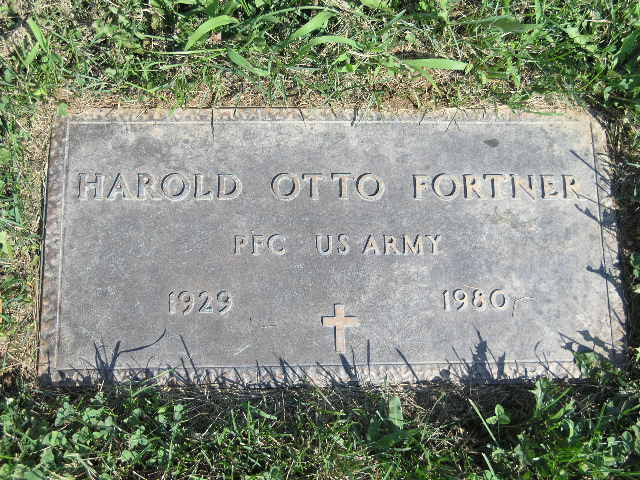 HAROLD OTTO FORTNER
PFC US ARMY
1929 1980